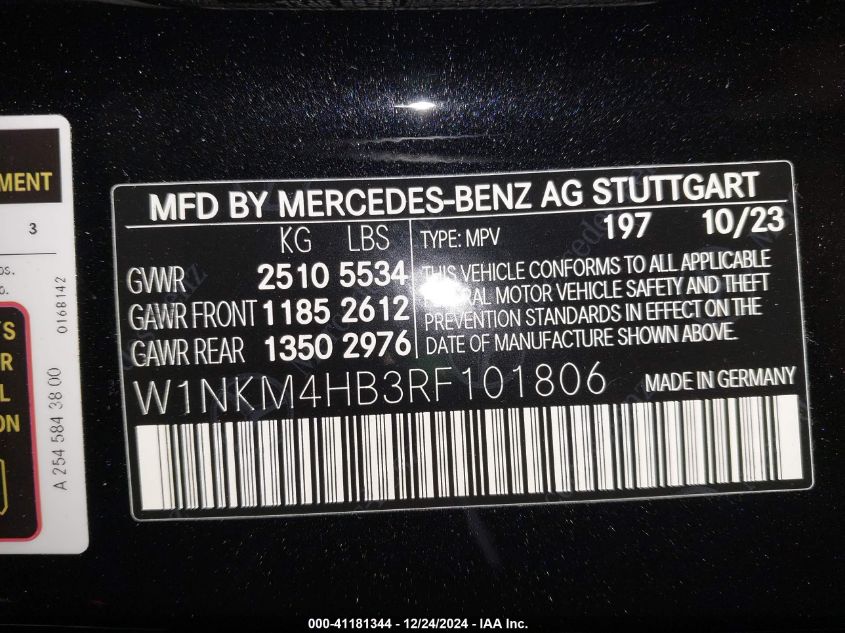 MENT
3
0168142
A 254 584 38 00
MFD BY MERCEDES-BENZ AG STUTTGART
KG LBS TYPE: MPV 197 10/23
GVWR 2510 5534 THIS VEHICLE CONFORMS TO ALL APPLICABLE
GAWR FRONT 1185 2612 FEDERAL MOTOR VEHICLE SAFETY AND THEFT
PREVENTION STANDARDS IN EFFECT ON THE
GAWR REAR 1350 2976 DATE OF MANUFACTURE SHOWN ABOVE.
W1NKM4HB3RF101806 MADE IN GERMANY
000-41181344 - 12/24/2024 - IAA Inc.